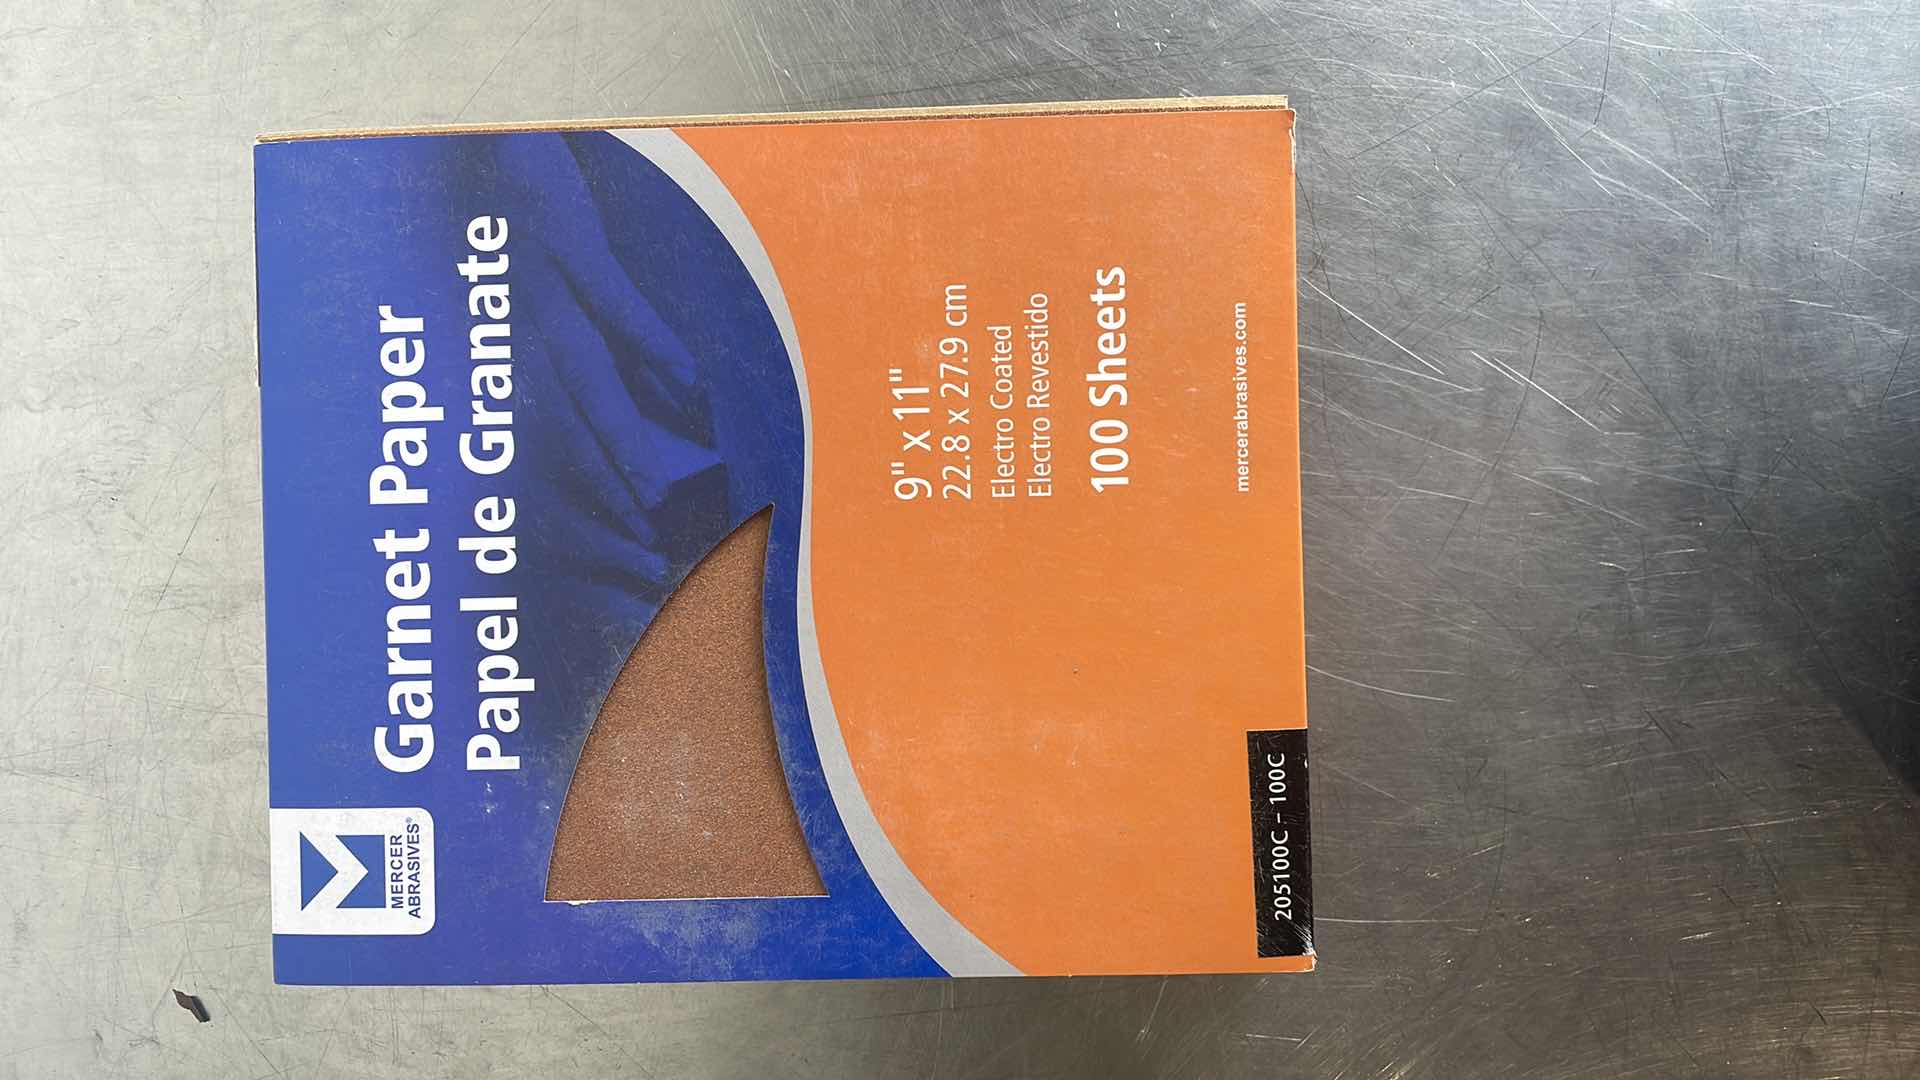 MERCER
ABRASIVES®
Garnet Paper
Papel de Granate
9" x 11"
22.8 x 27.9 cm
Electro Coated
Electro Revestido
100 Sheets
mercerabrasives.com
205100C – 100C